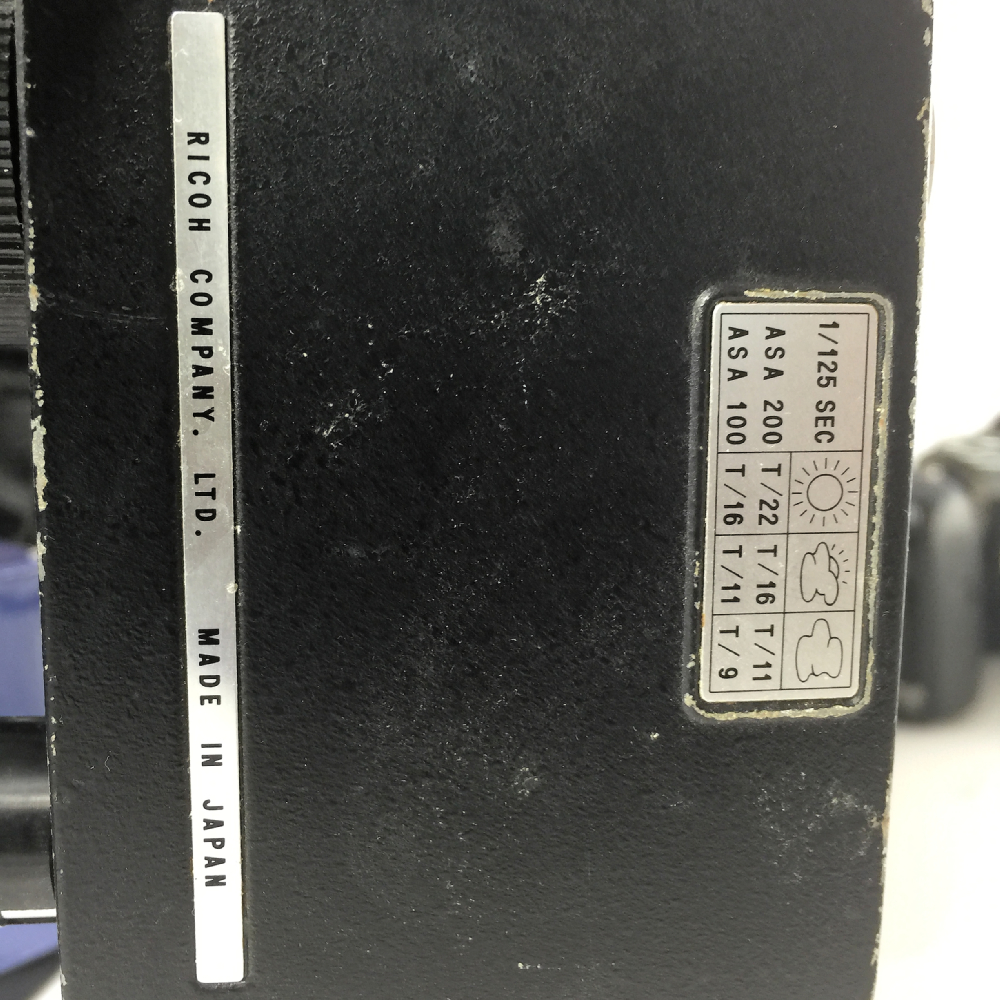 RICOH COMPANY. LTD. MADE IN JAPAN
1/125 SEC
ASA 200 T/22 T/16 T/11
ASA 100 T/16 T/11 T/9